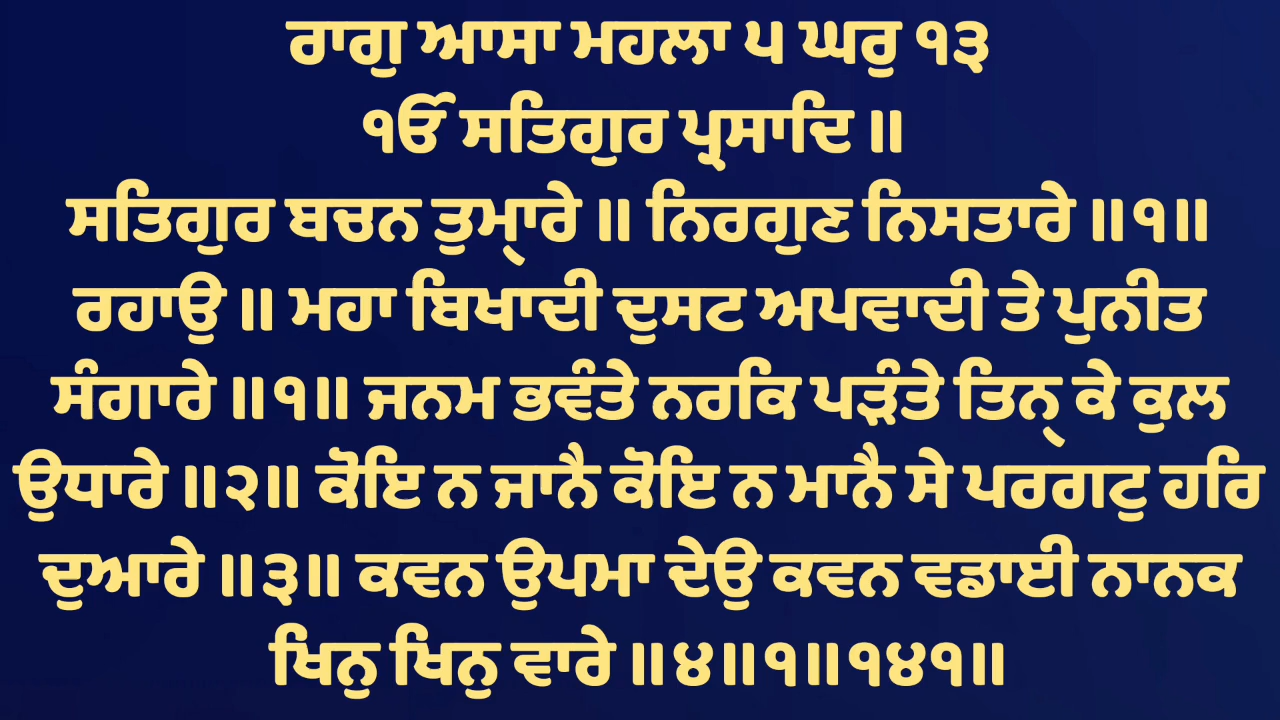 ਰਾਗੁ ਆਸਾ ਮਹਲਾ ੫ ਘਰੁ ੧੩
੧ਓੱ ਸਤਿਗੁਰ ਪ੍ਰਸਾਦਿ ॥
ਸਤਿਗੁਰ ਬਚਨ ਤੁਮ੍ਹਾਰੇ ॥ ਨਿਰਗੁਣ ਨਿਸਤਾਰੇ ॥੧॥
ਰਹਾਉ ॥ ਮਹਾ ਬਿਖਾਦੀ ਦੁਸਟ ਅਪਵਾਦੀ ਤੇ ਪੁਨੀਤ
ਸੰਗਾਰੇ ॥੧॥ ਜਨਮ ਭਵੰਤੇ ਨਰਕਿ ਪੜੰਤੇ ਤਿਨ੍ਹ ਕੇ ਕੁਲ
ਉਧਾਰੇ ॥੨॥ ਕੋਇ ਨ ਜਾਨੈ ਕੋਇ ਨ ਮਾਨੈ ਸੇ ਪਰਗਟੁ ਹਰਿ
ਦੁਆਰੇ ॥੩॥ ਕਵਨ ਉਪਮਾ ਦੇਉ ਕਵਨ ਵਡਾਈ ਨਾਨਕ
ਖਿਨੁ ਖਿਨੁ ਵਾਰੇ ॥੪॥੧॥੧੪੧॥